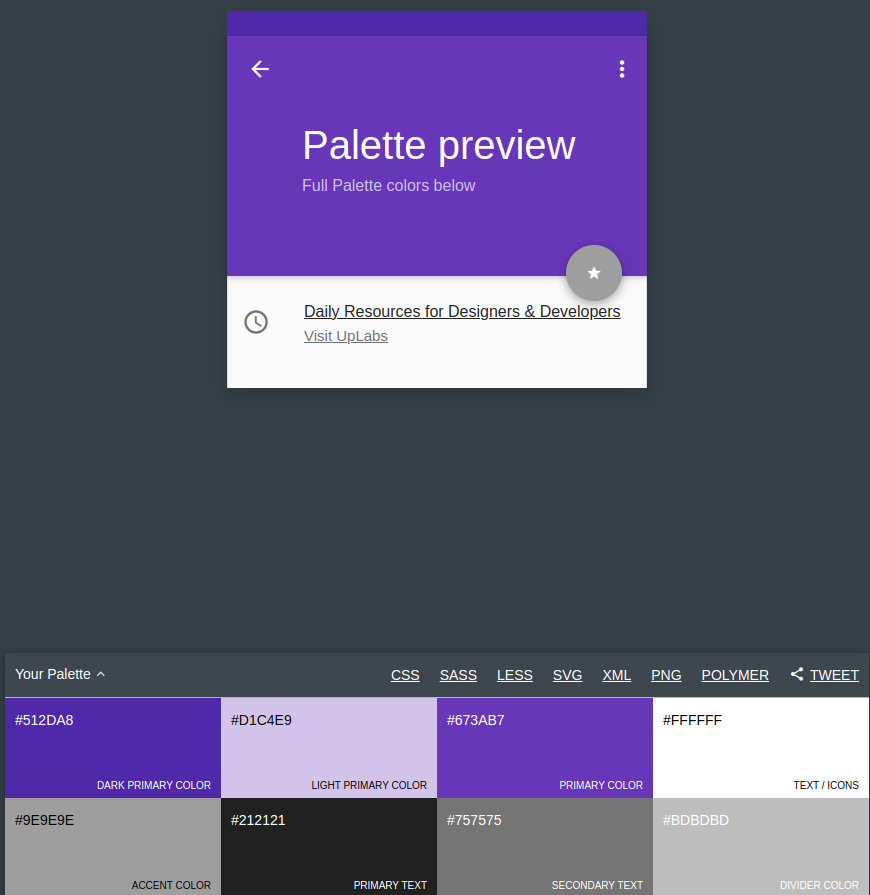 Palette preview
Full Palette colors below
Daily Resources for Designers & Developers
Visit UpLabs
Your Palette CSS SASS LESS SVG XML PNG POLYMER TWEET
#512DA8 #D1C4E9 #673AB7 #FFFFFF
DARK PRIMARY COLOR LIGHT PRIMARY COLOR PRIMARY COLOR TEXT / ICONS
#9E9E9E #212121 #757575 #BDBDBD
ACCENT COLOR PRIMARY TEXT SECONDARY TEXT DIVIDER COLOR